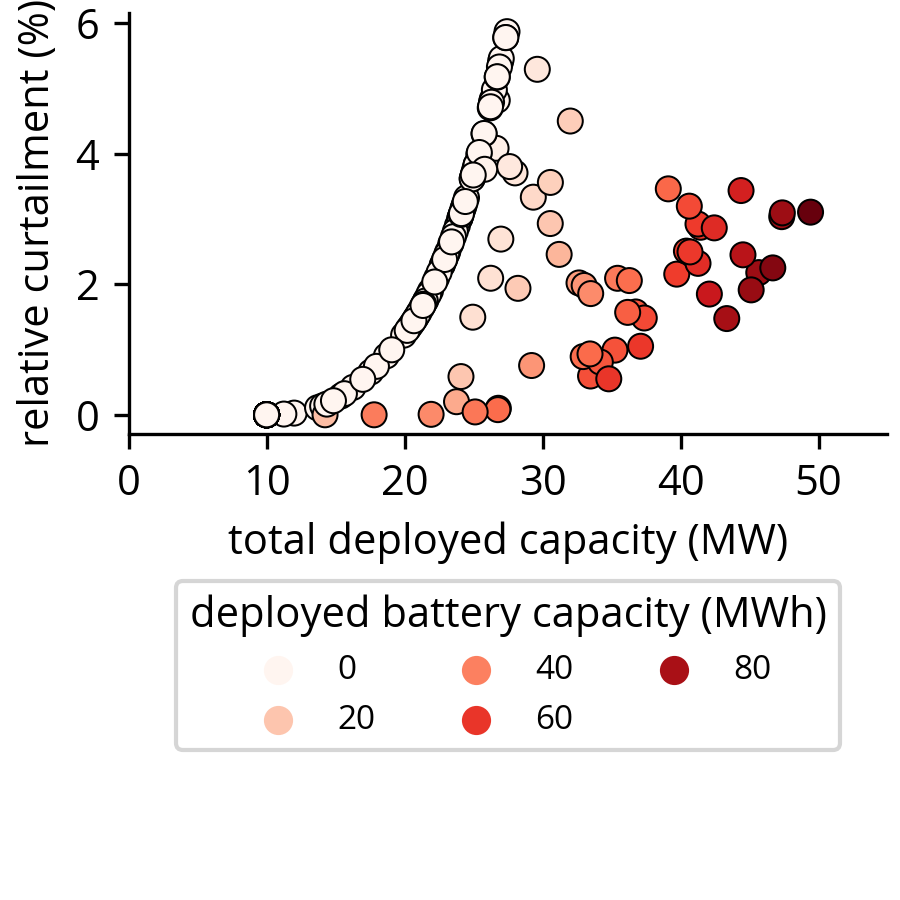 relative curtailment (%)
6
4
2
0
0 10 20 30 40 50
total deployed capacity (MW)
deployed battery capacity (MWh)
0 40 80
20 60